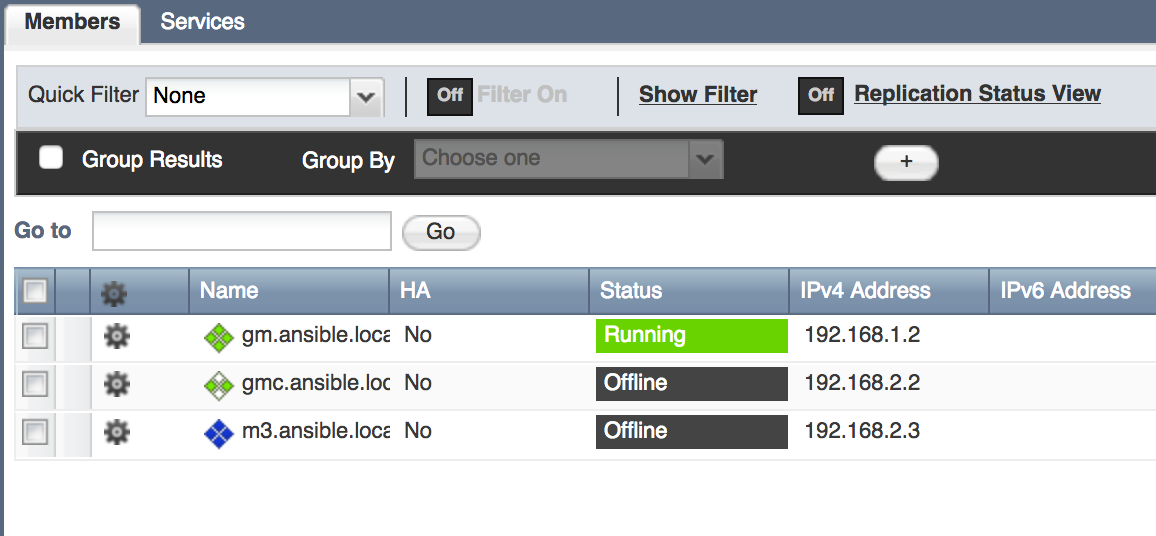 Members Services
Quick Filter None Off Filter On Show Filter Off Replication Status View
Group Results Group By Choose one +
Go to Go
Name HA Status IPv4 Address IPv6 Address
gm.ansible.loca No Running 192.168.1.2
gmc.ansible.loc No Offline 192.168.2.2
m3.ansible.loca No Offline 192.168.2.3